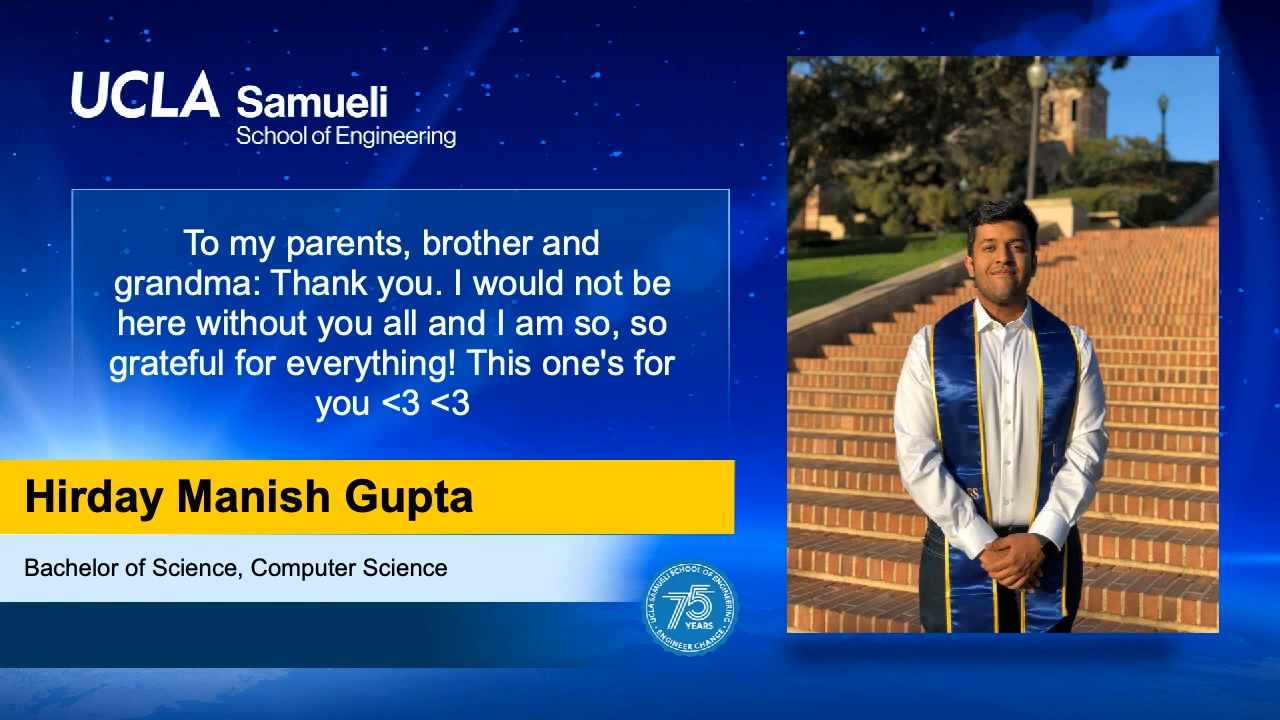 UCLA Samueli
School of Engineering
To my parents, brother and
grandma: Thank you. I would not be
here without you all and I am so, so
grateful for everything! This one's for
you <3 <3
Hirday Manish Gupta
Bachelor of Science, Computer Science
UCLA SAMUELI SCHOOL OF ENGINEERING
75
YEARS
ENGINEER CHANGE